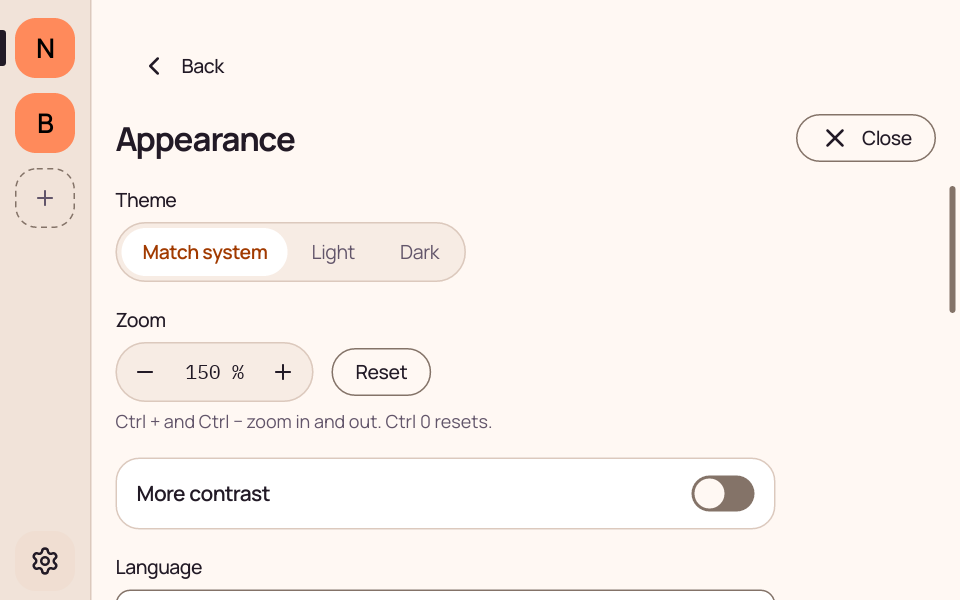 N
B
Back
Appearance
Close
Theme
Match system Light Dark
Zoom
150 %
Reset
Ctrl + and Ctrl − zoom in and out. Ctrl 0 resets.
More contrast
Language